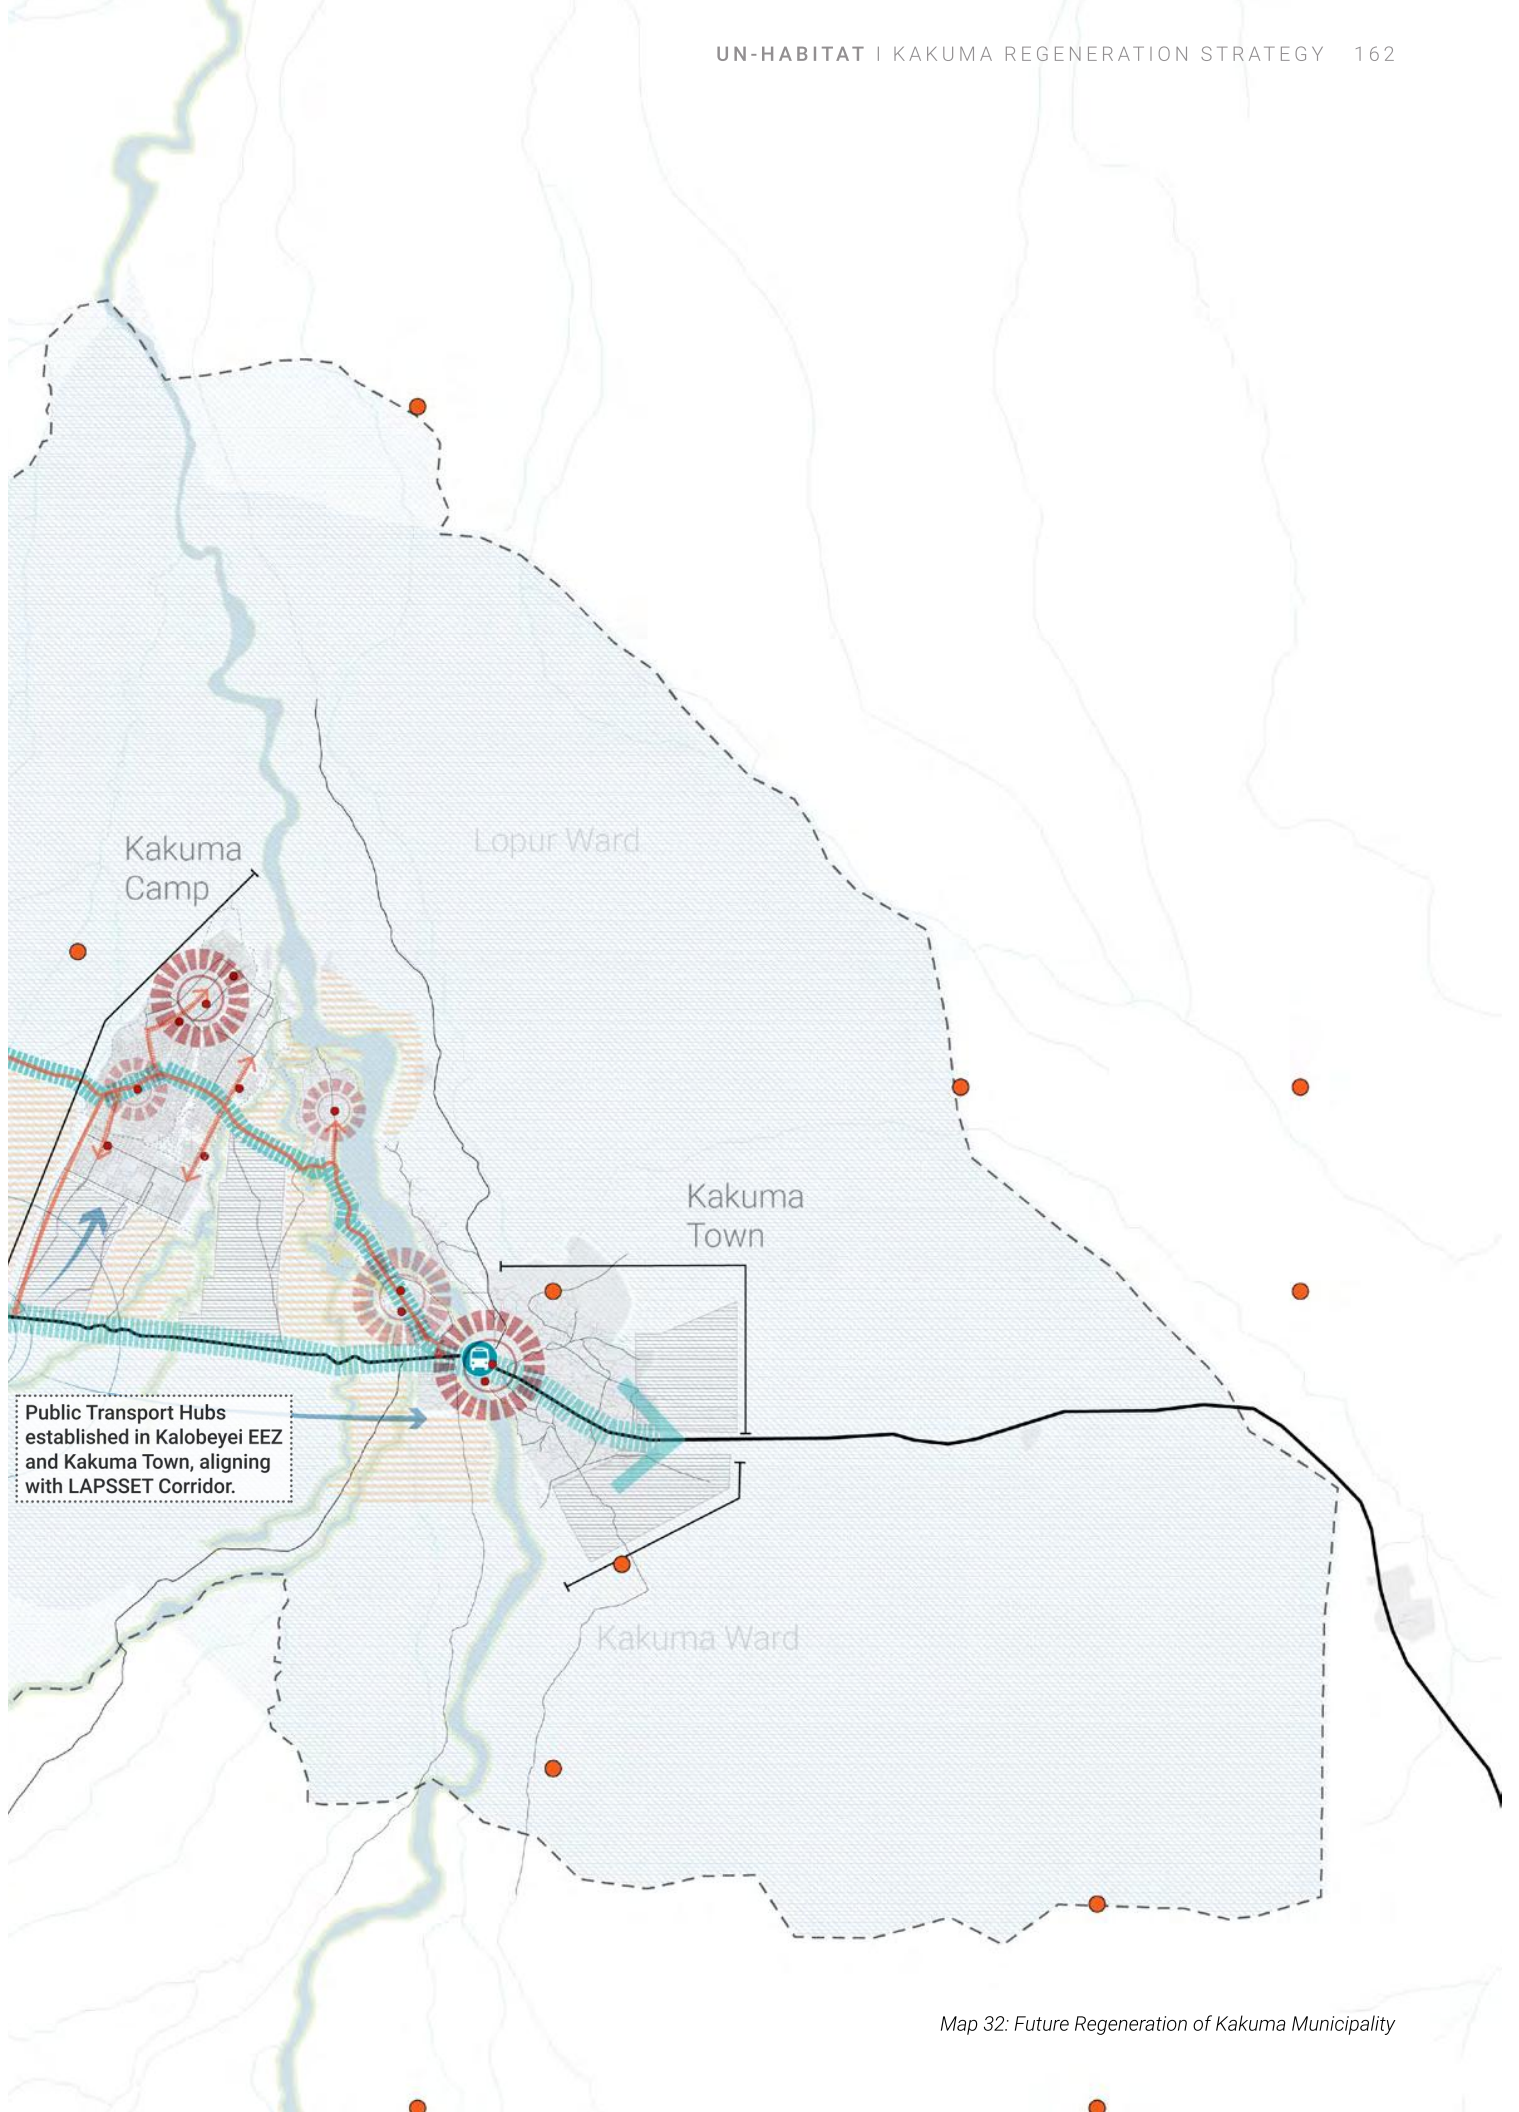 UN-HABITAT I KAKUMA REGENERATION STRATEGY 162
Kakuma
Camp
Lopur Ward
Kakuma
Town
Public Transport Hubs
established in Kalobeyei EEZ
and Kakuma Town, aligning
with LAPSSET Corridor.
Kakuma Ward
Map 32: Future Regeneration of Kakuma Municipality